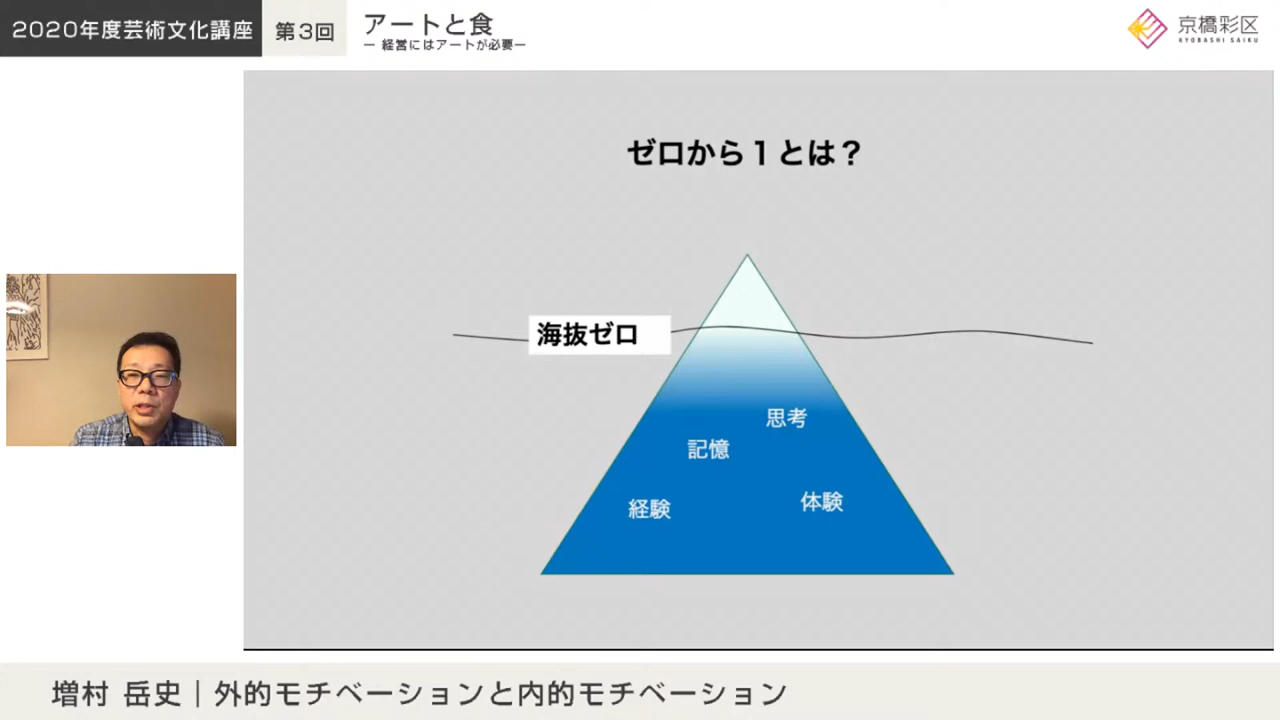 2020年度芸術文化講座
第3回
アートと食
ー 経営にはアートが必要ー
京橋彩区
KYOBASHI SAIKU
ゼロから1とは?
海抜ゼロ
思考
記憶
体験
経験
増村 岳史|外的モチベーションと内的モチベーション